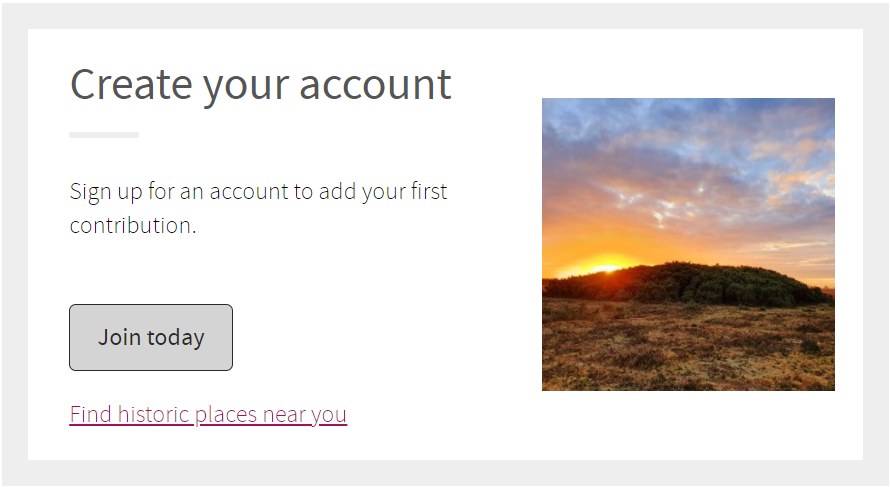 Create your account
Sign up for an account to add your first
contribution.
Join today
Find historic places near you